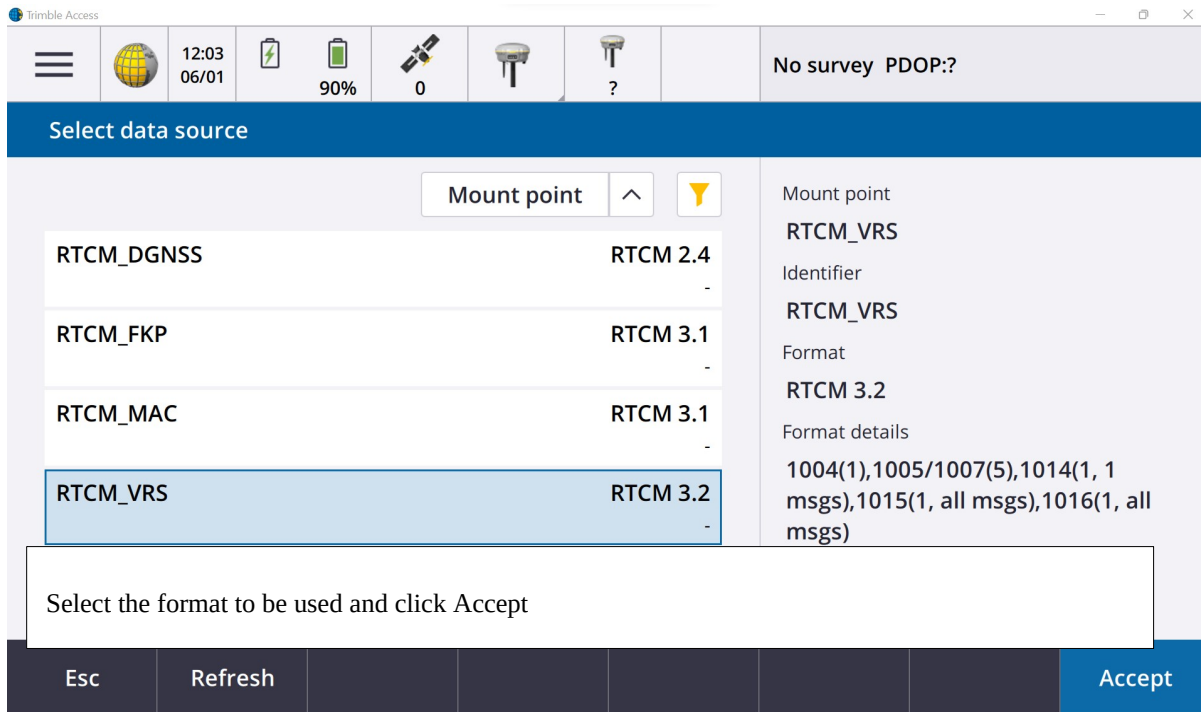 Trimble Access
12:03
06/01
90%
0
?
No survey PDOP:?
Select data source
Mount point
RTCM_DGNSS RTCM 2.4
-
RTCM_FKP RTCM 3.1
-
RTCM_MAC RTCM 3.1
-
RTCM_VRS RTCM 3.2
-
Mount point
RTCM_VRS
Identifier
RTCM_VRS
Format
RTCM 3.2
Format details
1004(1),1005/1007(5),1014(1, 1
msgs),1015(1, all msgs),1016(1, all
msgs)
Select the format to be used and click Accept
Esc Refresh Accept